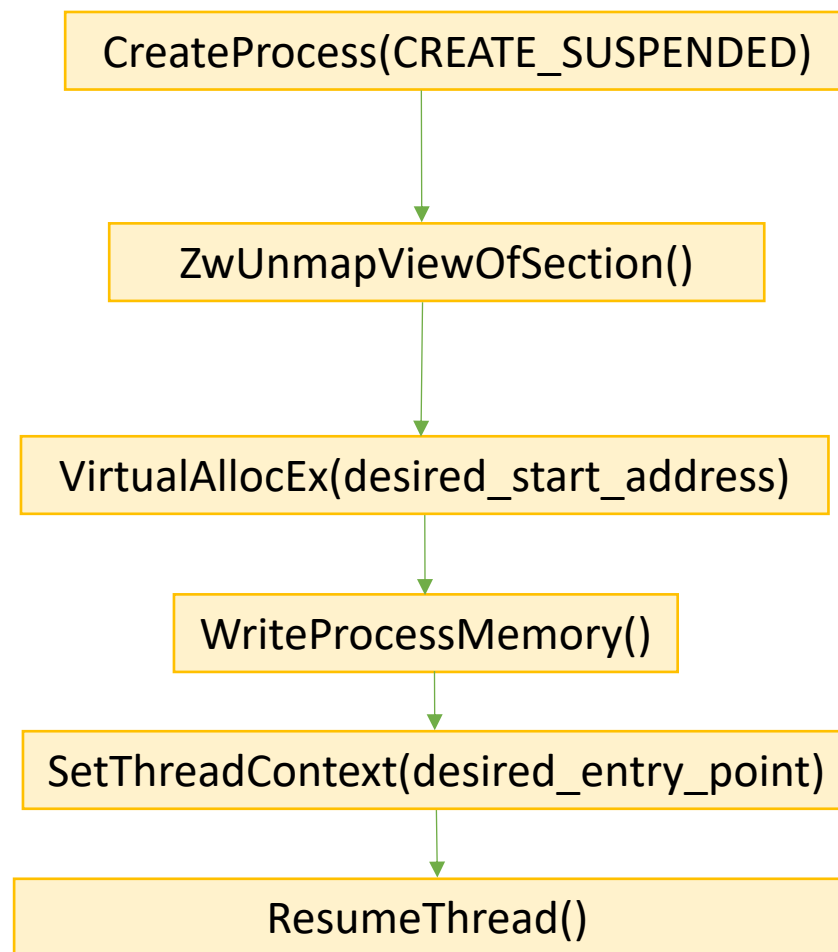 CreateProcess(CREATE_SUSPENDED)
ZwUnmapViewOfSection()
VirtualAllocEx(desired_start_address)
WriteProcessMemory()
SetThreadContext(desired_entry_point)
ResumeThread()